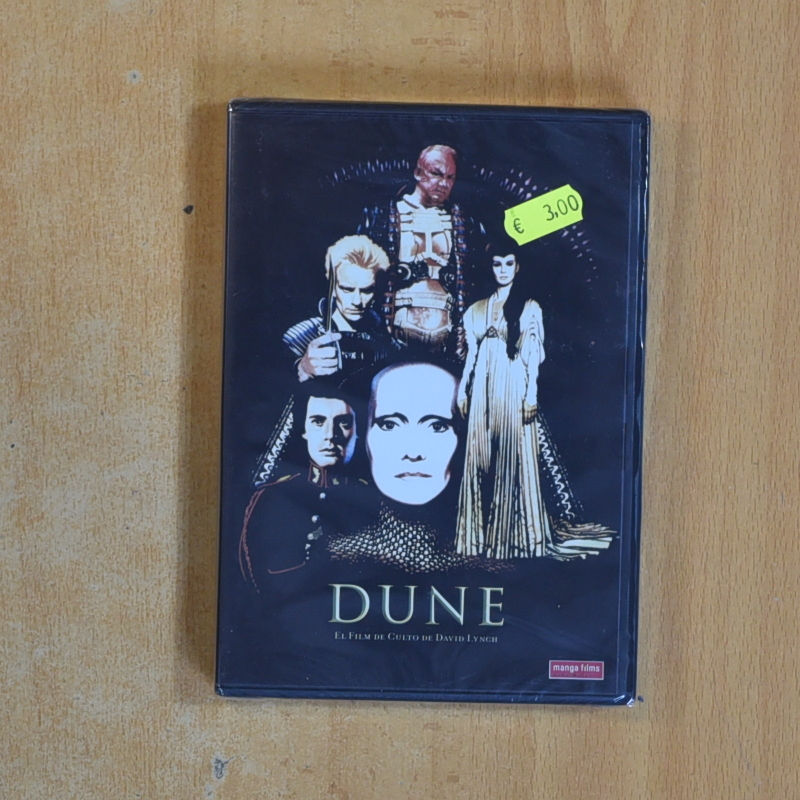 € 3,00
DUNE
EL FILM DE CULTO DE DAVID LYNCH
manga films